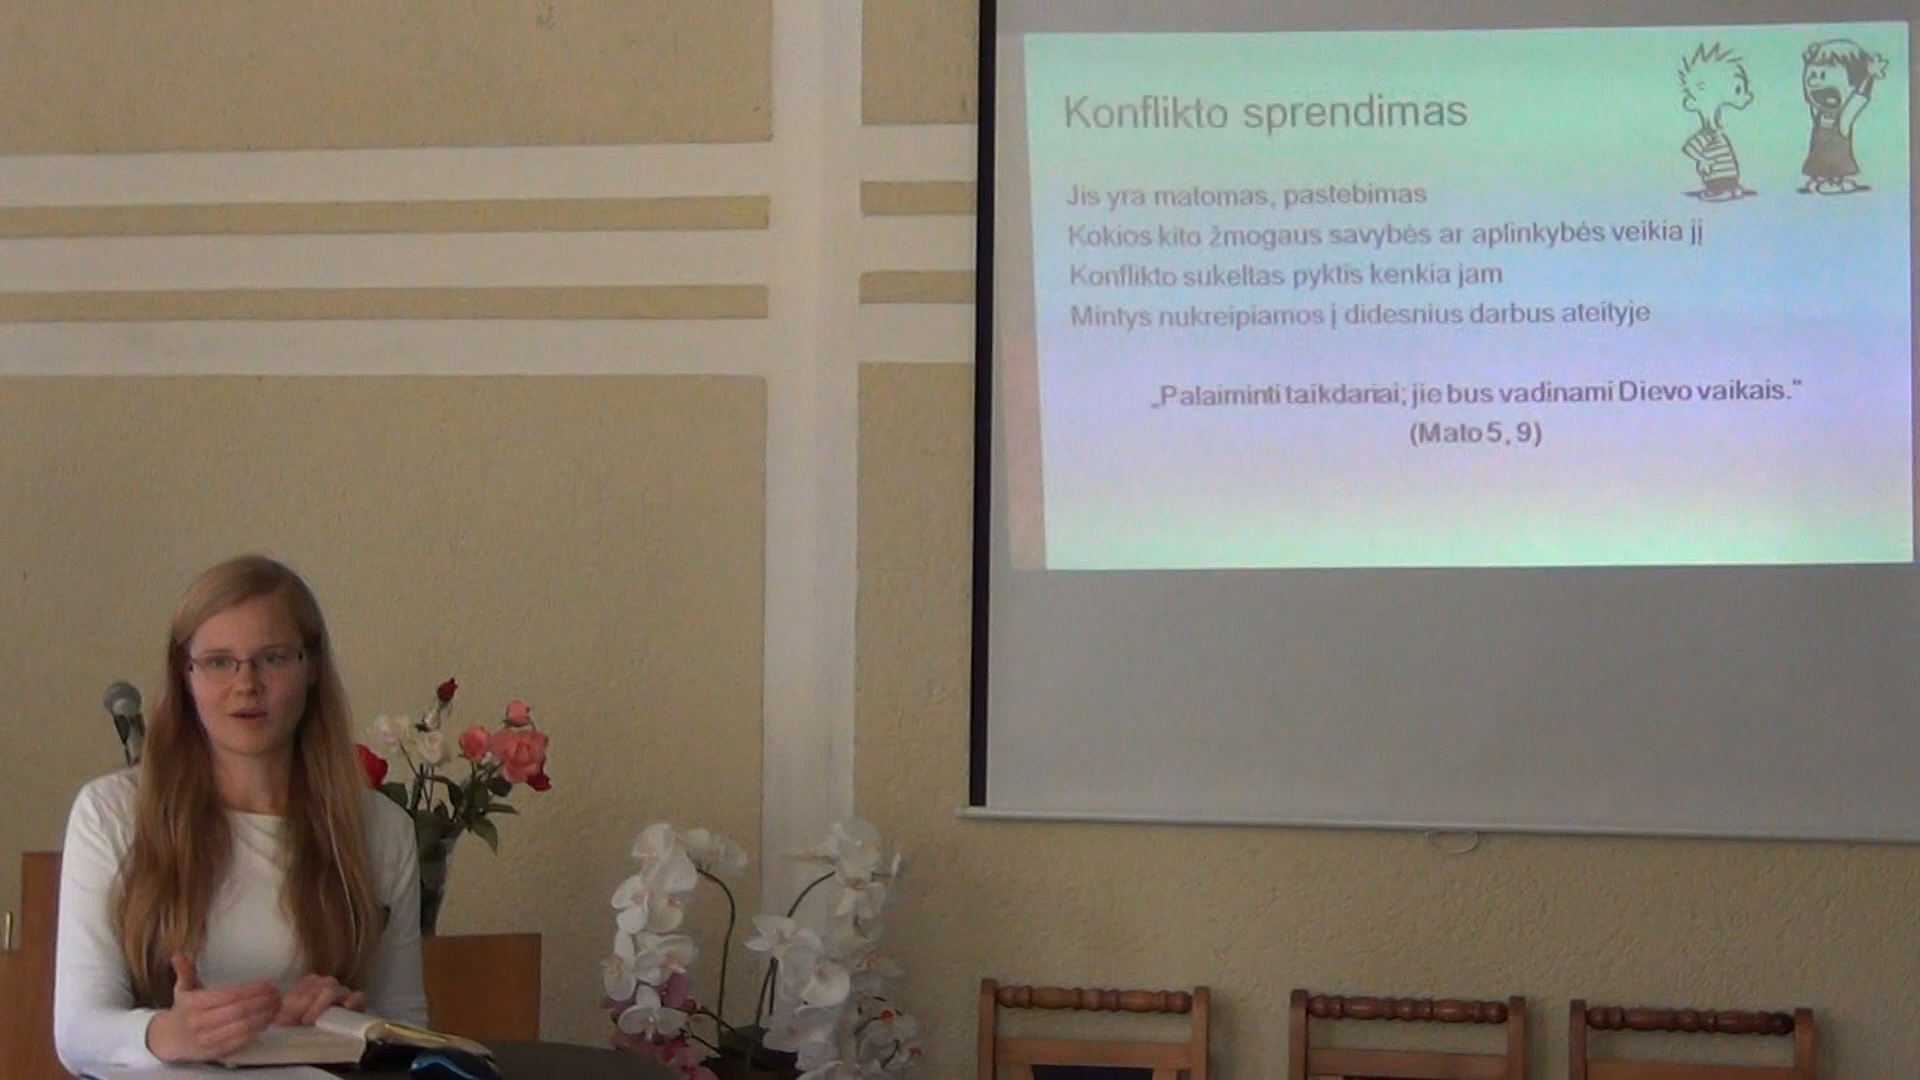 Konflikto sprendimas
Jis yra matomas, pastebimas
Kokios kito žmogaus savybės ar aplinkybės veikia jį
Konflikto sukeltas pyktis kenkia jam
Mintys nukreipiamos į didesnius darbus ateityje
„Palaiminti taikdariai; jie bus vadinami Dievo vaikais.“
(Mato 5, 9)